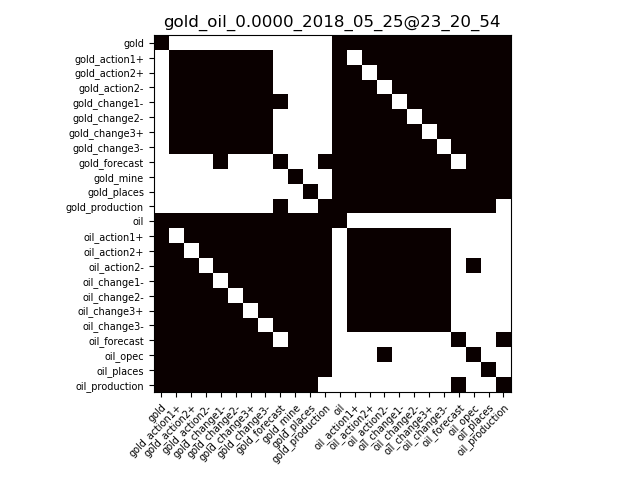 gold_oil_0.0000_2018_05_25@23_20_54
gold
gold_action1+
gold_action2+
gold_action2-
gold_change1-
gold_change2-
gold_change3+
gold_change3-
gold_forecast
gold_mine
gold_places
gold_production
oil
oil_action1+
oil_action2+
oil_action2-
oil_change1-
oil_change2-
oil_change3+
oil_change3-
oil_forecast
oil_opec
oil_places
oil_production
gold
gold_action1+
gold_action2+
gold_action2-
gold_change1-
gold_change2-
gold_change3+
gold_change3-
gold_forecast
gold_mine
gold_places
gold_production
oil
oil_action1+
oil_action2+
oil_action2-
oil_change1-
oil_change2-
oil_change3+
oil_change3-
oil_forecast
oil_opec
oil_places
oil_production